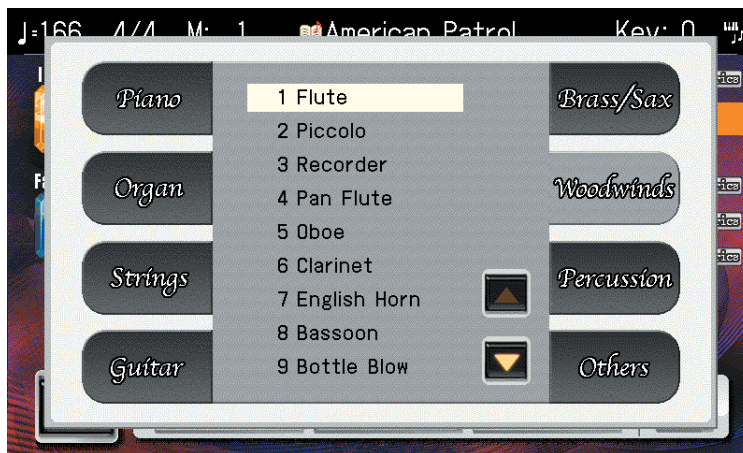 ♩=166 4/4 M: 1 American Patrol Key: 0
Piano
Organ
Strings
Guitar
1 Flute
2 Piccolo
3 Recorder
4 Pan Flute
5 Oboe
6 Clarinet
7 English Horn
8 Bassoon
9 Bottle Blow
Brass/Sax
Woodwinds
Percussion
Others